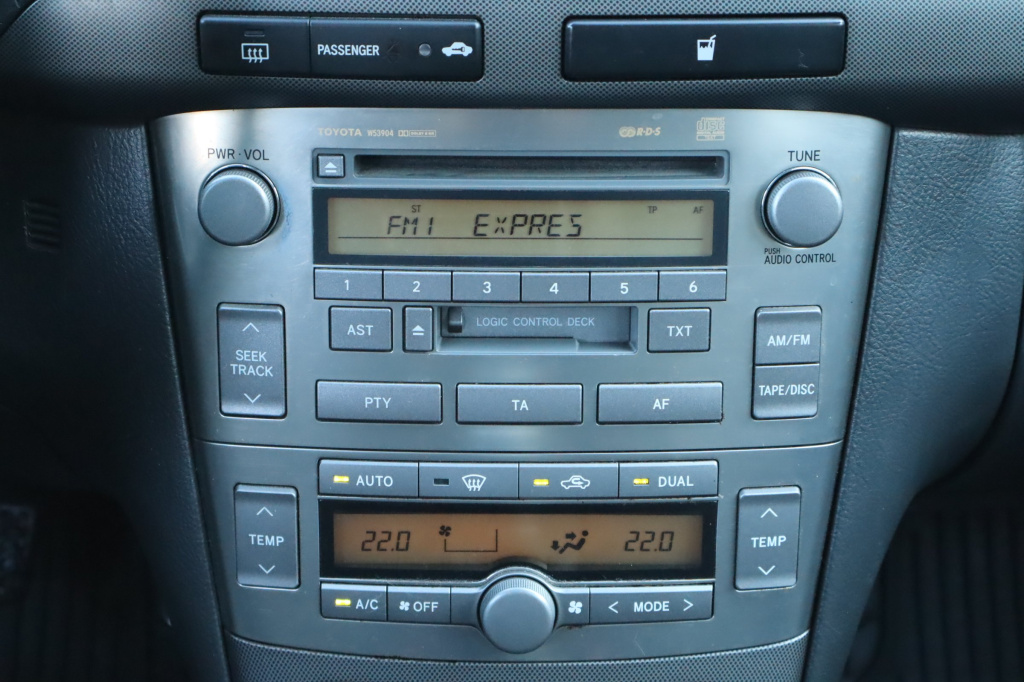 PASSENGER
TOYOTA W53904
R·D·S
PWR·VOL
TUNE
ST TP AF
FM1 EXPRES
PUSH
AUDIO CONTROL
1 2 3 4 5 6
AST LOGIC CONTROL DECK TXT
SEEK
TRACK
AM/FM
TAPE/DISC
PTY TA AF
AUTO DUAL
TEMP 22.0 22.0 TEMP
A/C OFF < MODE >